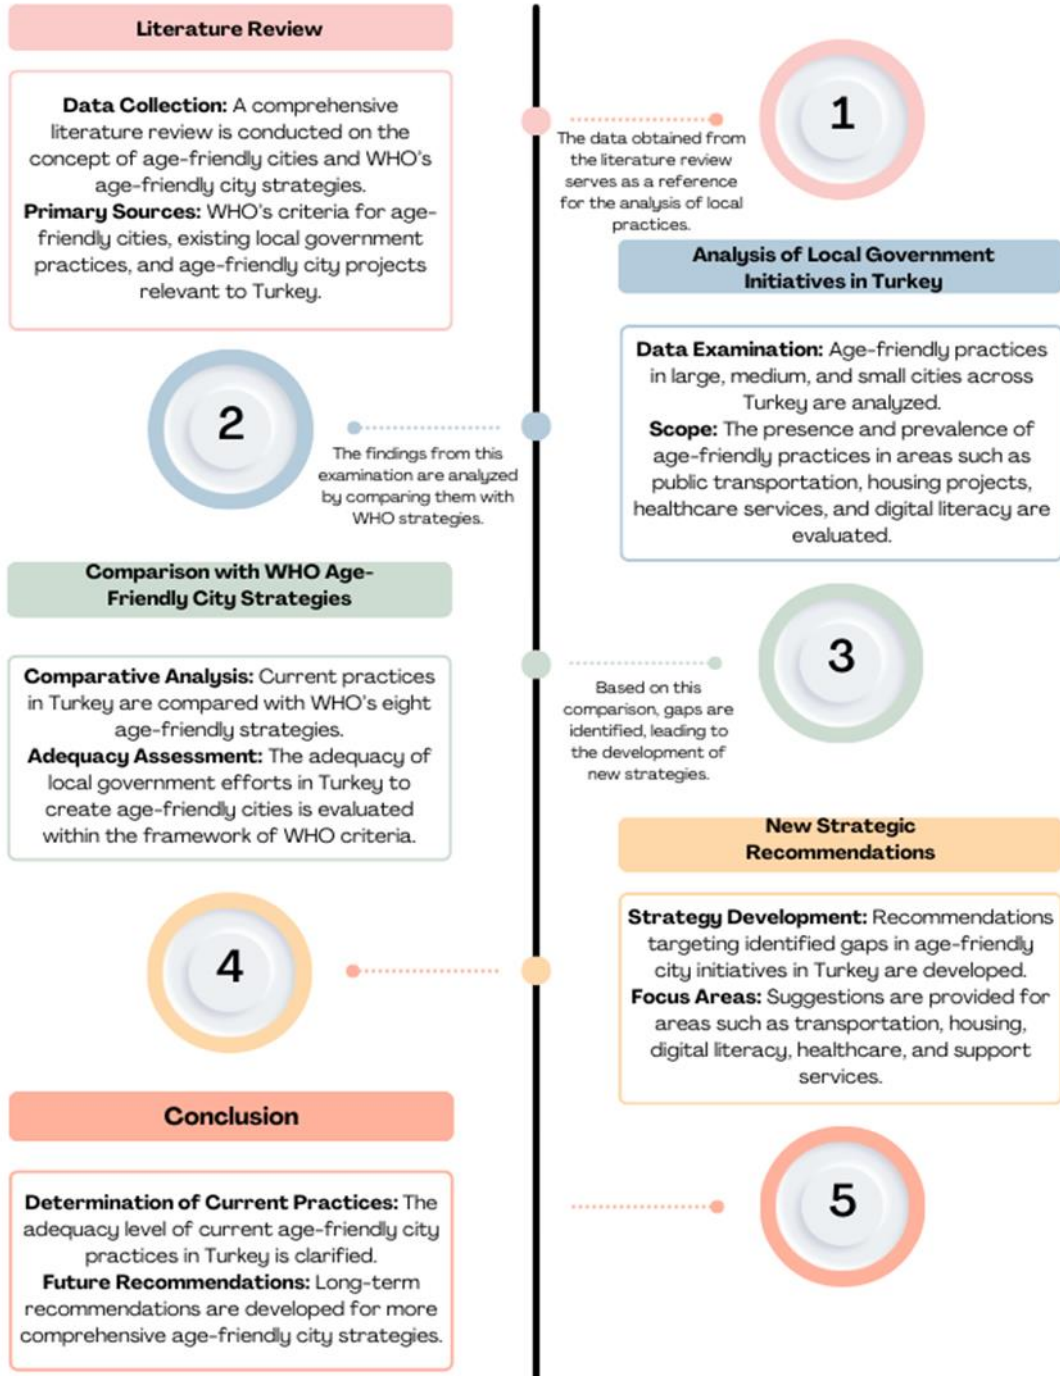 Literature Review
Data Collection: A comprehensive
literature review is conducted on the
concept of age-friendly cities and WHO's
age-friendly city strategies.
Primary Sources: WHO's criteria for age-
friendly cities, existing local government
practices, and age-friendly city projects
relevant to Turkey.
1
The data obtained from
the literature review
serves as a reference
for the analysis of local
practices.
Analysis of Local Government
Initiatives in Turkey
Data Examination: Age-friendly practices
in large, medium, and small cities across
Turkey are analyzed.
Scope: The presence and prevalence of
age-friendly practices in areas such as
public transportation, housing projects,
healthcare services, and digital literacy are
evaluated.
2
The findings from this
examination are analyzed
by comparing them with
WHO strategies.
Comparison with WHO Age-
Friendly City Strategies
Comparative Analysis: Current practices
in Turkey are compared with WHO's eight
age-friendly strategies.
Adequacy Assessment: The adequacy of
local government efforts in Turkey to
create age-friendly cities is evaluated
within the framework of WHO criteria.
3
Based on this
comparison, gaps are
identified, leading to
the development of
new strategies.
New Strategic
Recommendations
Strategy Development: Recommendations
targeting identified gaps in age-friendly
city initiatives in Turkey are developed.
Focus Areas: Suggestions are provided for
areas such as transportation, housing,
digital literacy, healthcare, and support
services.
4
Conclusion
Determination of Current Practices: The
adequacy level of current age-friendly city
practices in Turkey is clarified.
Future Recommendations: Long-term
recommendations are developed for more
comprehensive age-friendly city strategies.
5